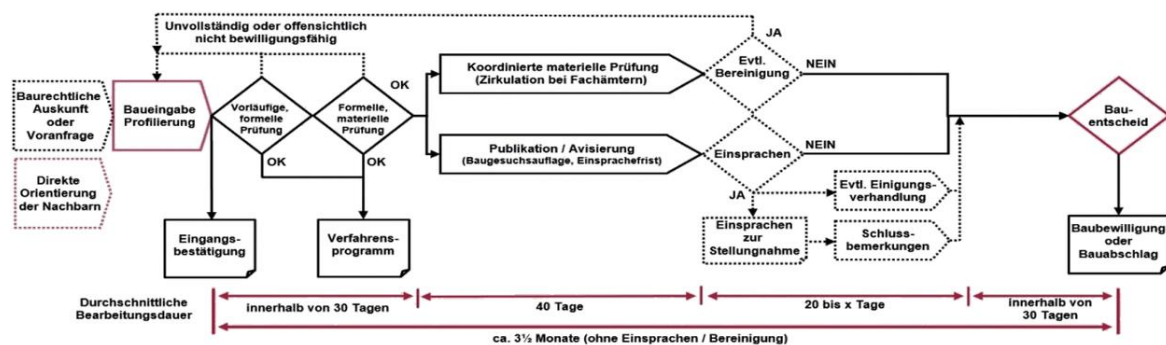 Unvollständig oder offensichtlich
nicht bewilligungsfähig
JA
Baurechtliche
Auskunft
oder
Voranfrage
Baueingabe
Profilierung
Vorläufige,
formelle
Prüfung
Formelle,
materielle
Prüfung
OK
OK
OK
Koordinierte materielle Prüfung
(Zirkulation bei Fachämtern)
Evtl.
Bereinigung
NEIN
Publikation / Avisierung
(Baugesuchsauflage, Einsprachefrist)
Einsprachen
NEIN
JA
Bau-
entscheid
Direkte
Orientierung
der Nachbarn
Eingangs-
bestätigung
Verfahrens-
programm
Evtl. Einigungs-
verhandlung
Einsprachen
zur
Stellungnahme
Schluss-
bemerkungen
Baubewilligung
oder
Bauabschlag
Durchschnittliche
Bearbeitungsdauer
innerhalb von 30 Tagen
40 Tage
20 bis x Tage
innerhalb von
30 Tagen
ca. 3½ Monate (ohne Einsprachen / Bereinigung)